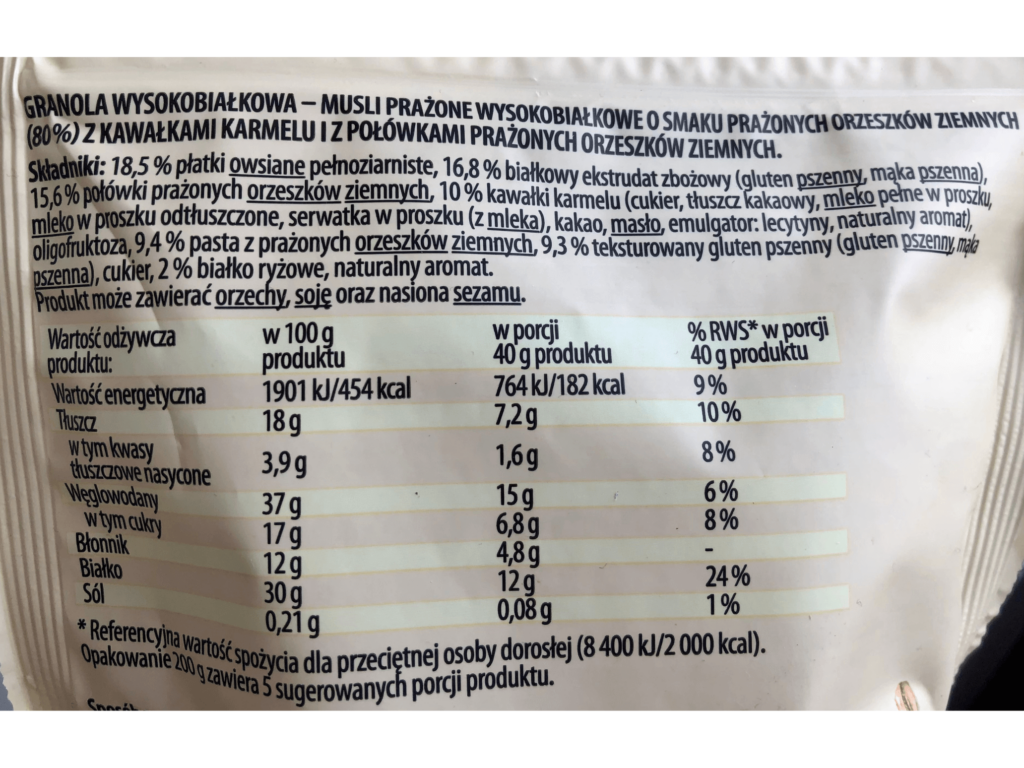 GRANOLA WYSOKOBIAŁKOWA – MUSLI PRAŻONE WYSOKOBIAŁKOWE O SMAKU PRAŻONYCH ORZESZKÓW ZIEMNYCH
(80%) Z KAWAŁKAMI KARMELU I Z POŁÓWKAMI PRAŻONYCH ORZESZKÓW ZIEMNYCH.
Składniki: 18,5 % płatki owsiane pełnoziarniste, 16,8 % białkowy ekstrudat zbożowy (gluten pszenny, mąka pszenna),
15,6 % połówki prażonych orzeszków ziemnych, 10 % kawałki karmelu (cukier, tłuszcz kakaowy, mleko pełne w proszku,
mleko w proszku odtłuszczone, serwatka w proszku (z mleka), kakao, masło, emulgator: lecytyny, naturalny aromat),
oligofruktoza, 9,4 % pasta z prażonych orzeszków ziemnych, 9,3 % teksturowany gluten pszenny (gluten pszenny, mąka
pszenna), cukier, 2 % białko ryżowe, naturalny aromat.
Produkt może zawierać orzechy, soję oraz nasiona sezamu.
Wartość odżywcza w 100 g w porcji % RWS* w porcji
produktu: produktu 40 g produktu 40 g produktu
Wartość energetyczna 1901 kJ/454 kcal 764 kJ/182 kcal 9%
Tłuszcz 18 g 7,2 g 10%
w tym kwasy
tłuszczowe nasycone 3,9 g 1,6 g 8%
Węglowodany 37 g 15 g 6%
w tym cukry 17 g 6,8 g 8%
Błonnik 12 g 4,8 g -
Białko 30 g 12 g 24%
Sól 0,21 g 0,08 g 1%
* Referencyjna wartość spożycia dla przeciętnej osoby dorosłej (8 400 kJ/2 000 kcal).
Opakowanie 200 g zawiera 5 sugerowanych porcji produktu.